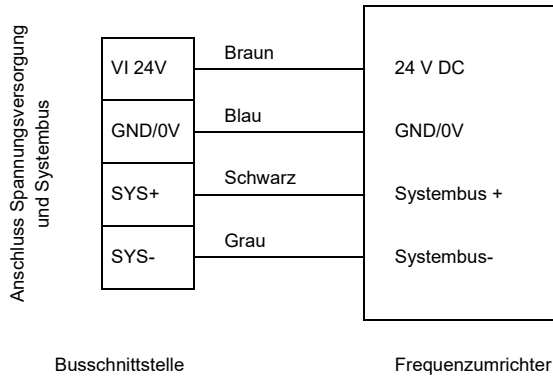 Anschluss Spannungsversorgung
und Systembus
VI 24V
Braun
24 V DC
GND/0V
Blau
GND/0V
SYS+
Schwarz
Systembus +
SYS-
Grau
Systembus-
Busschnittstelle
Frequenzumrichter